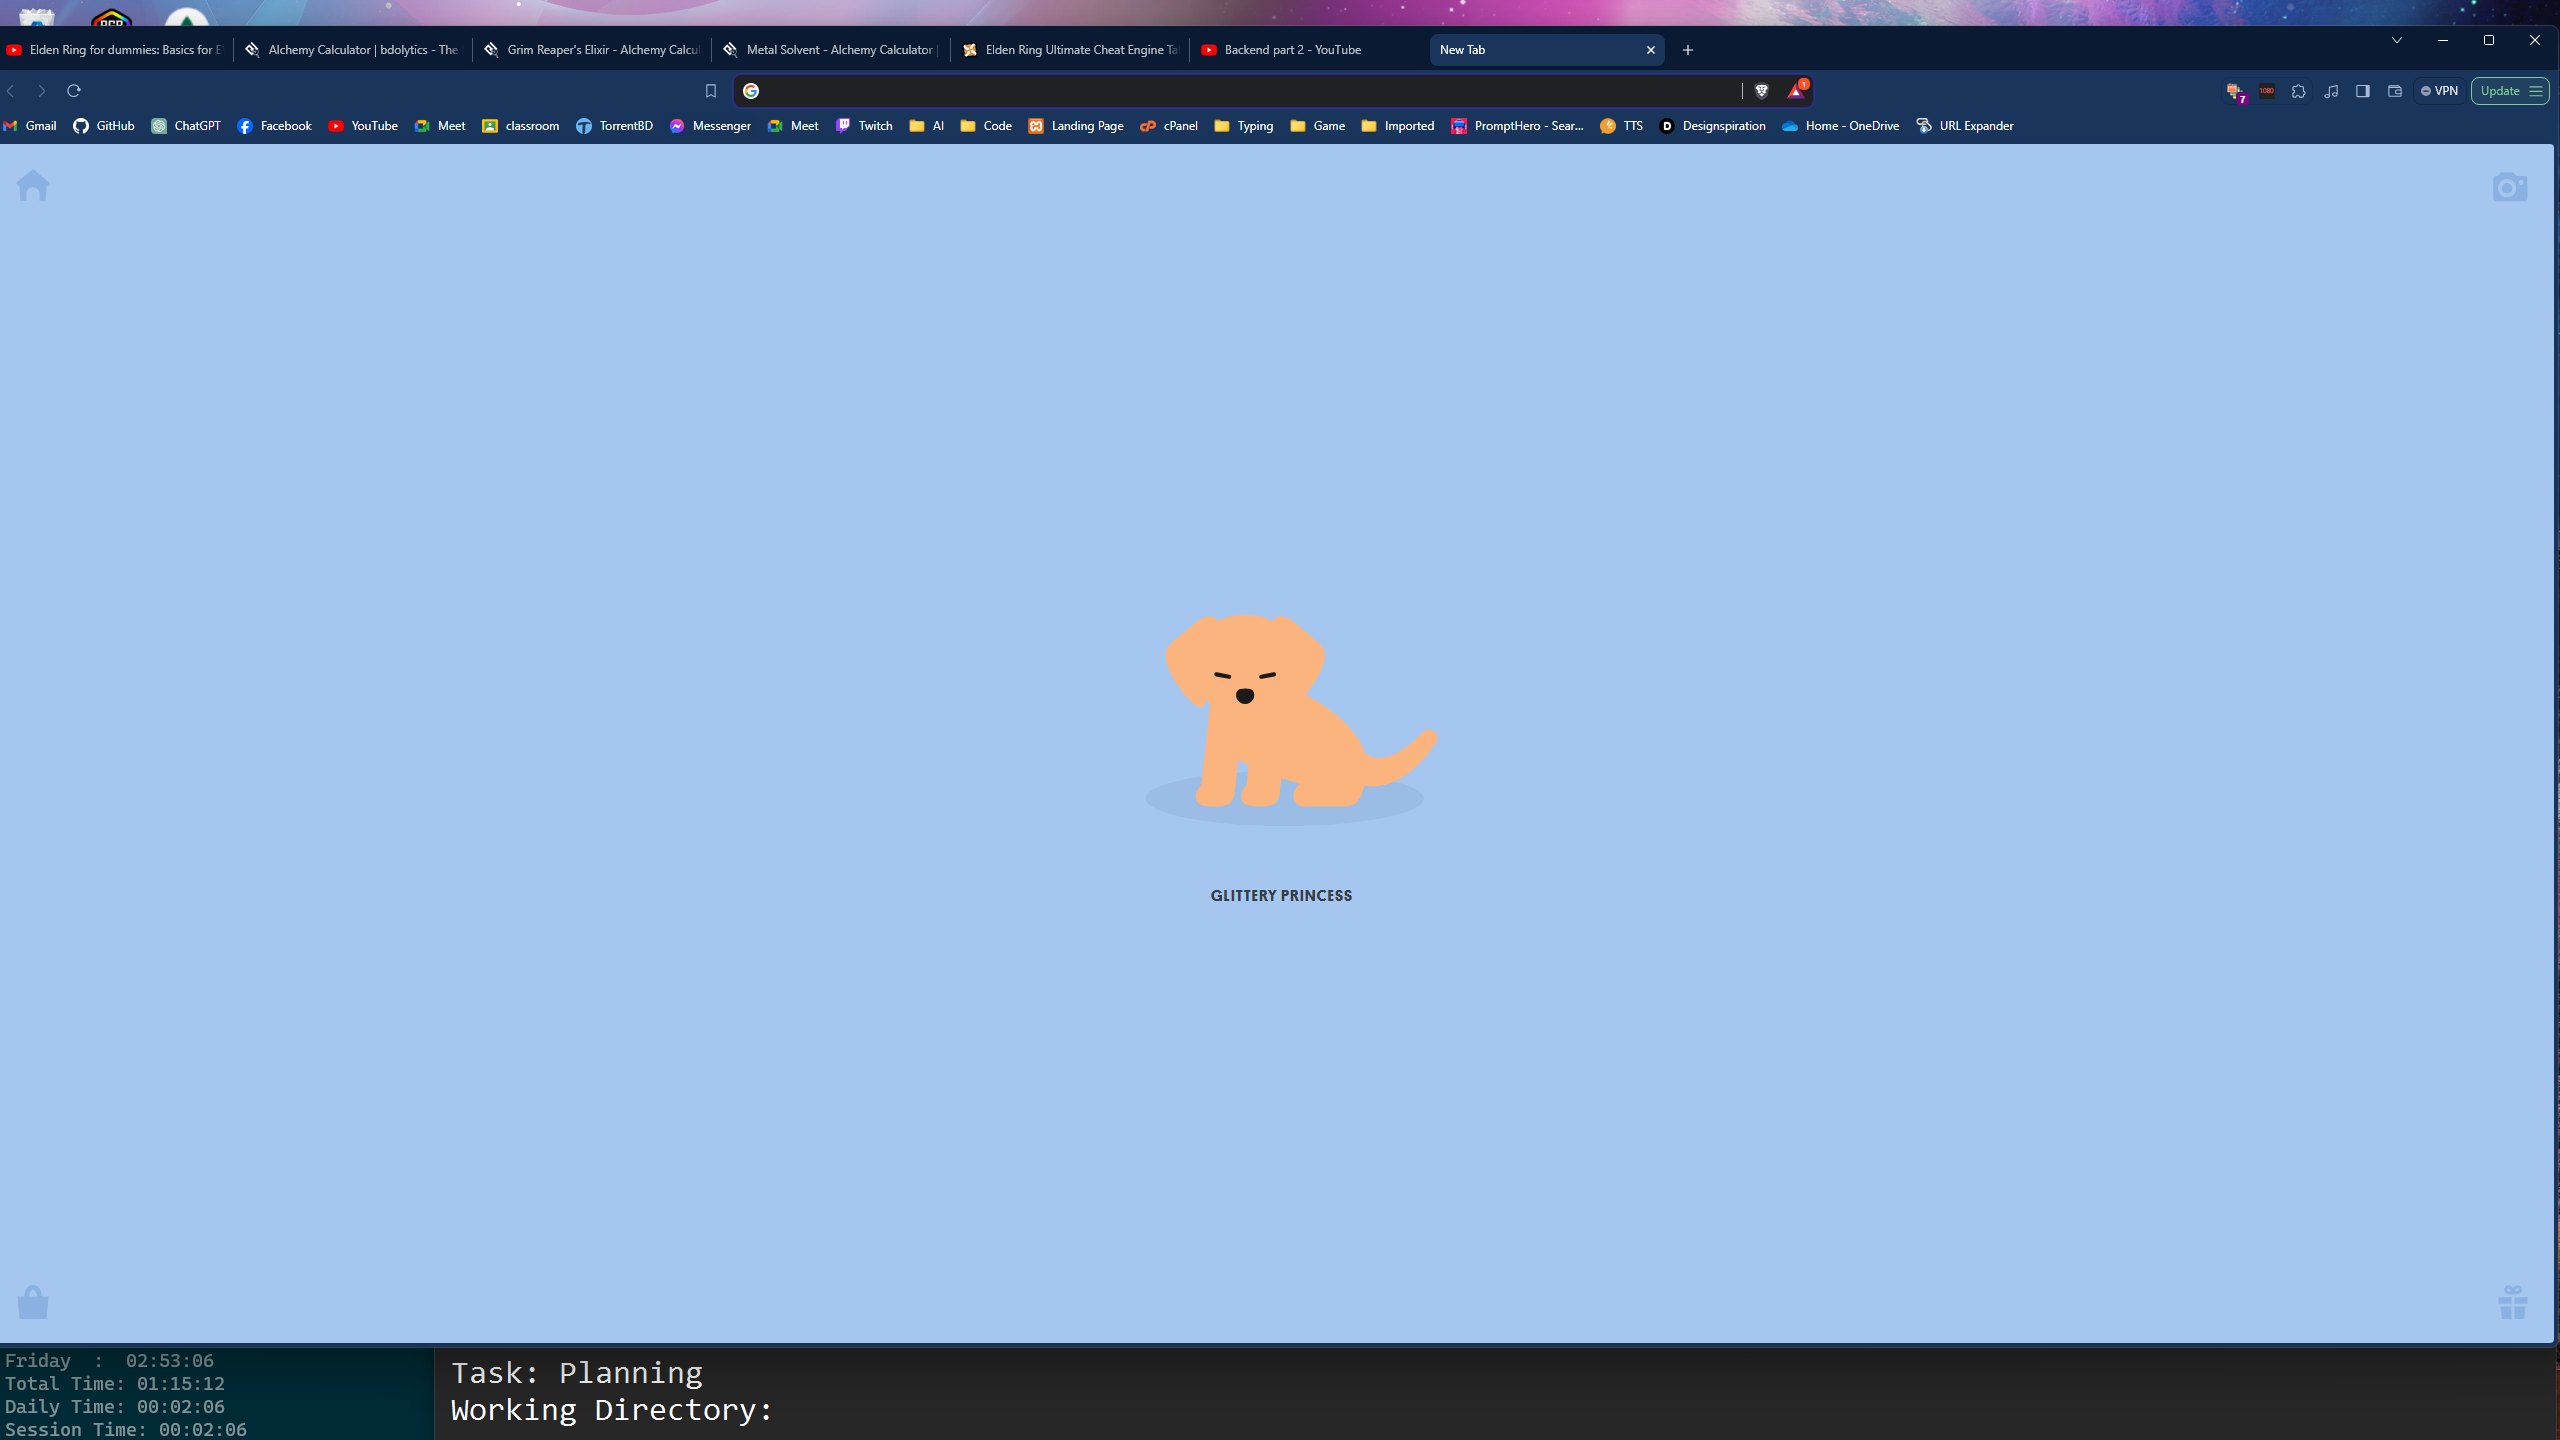 Elden Ring for dummies: Basics for E
Alchemy Calculator | bdolytics - The
Grim Reaper's Elixir - Alchemy Calcu
Metal Solvent - Alchemy Calculator |
Elden Ring Ultimate Cheat Engine Ta
Backend part 2 - YouTube
New Tab
1
7
1080
VPN
Update
Gmail
GitHub
ChatGPT
Facebook
YouTube
Meet
classroom
TorrentBD
Messenger
Meet
Twitch
AI
Code
Landing Page
cPanel
Typing
Game
Imported
PromptHero - Sear...
TTS
Designspiration
Home - OneDrive
URL Expander
GLITTERY PRINCESS
Friday : 02:53:06
Total Time: 01:15:12
Daily Time: 00:02:06
Session Time: 00:02:06
Task: Planning
Working Directory: